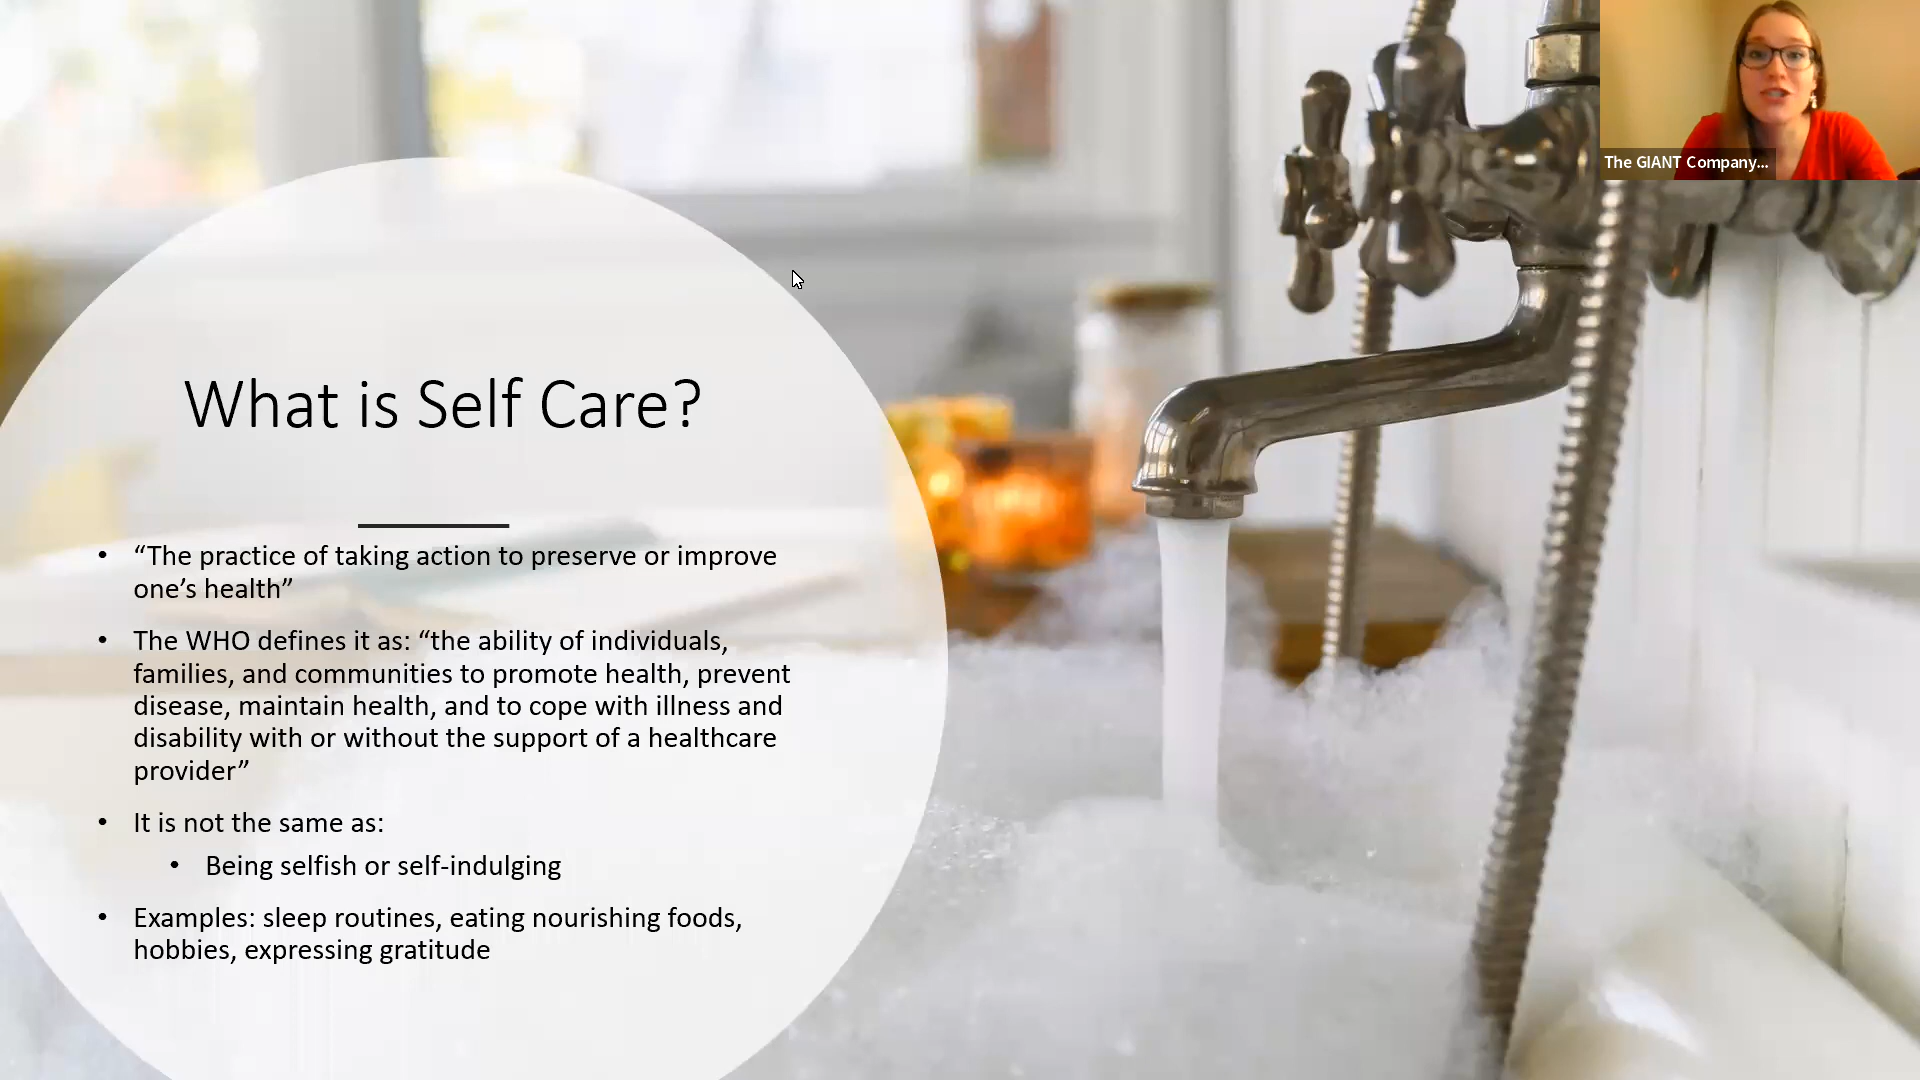 The GIANT Company...
What is Self Care?
• “The practice of taking action to preserve or improve
one’s health”
• The WHO defines it as: “the ability of individuals,
families, and communities to promote health, prevent
disease, maintain health, and to cope with illness and
disability with or without the support of a healthcare
provider”
• It is not the same as:
• Being selfish or self-indulging
• Examples: sleep routines, eating nourishing foods,
hobbies, expressing gratitude